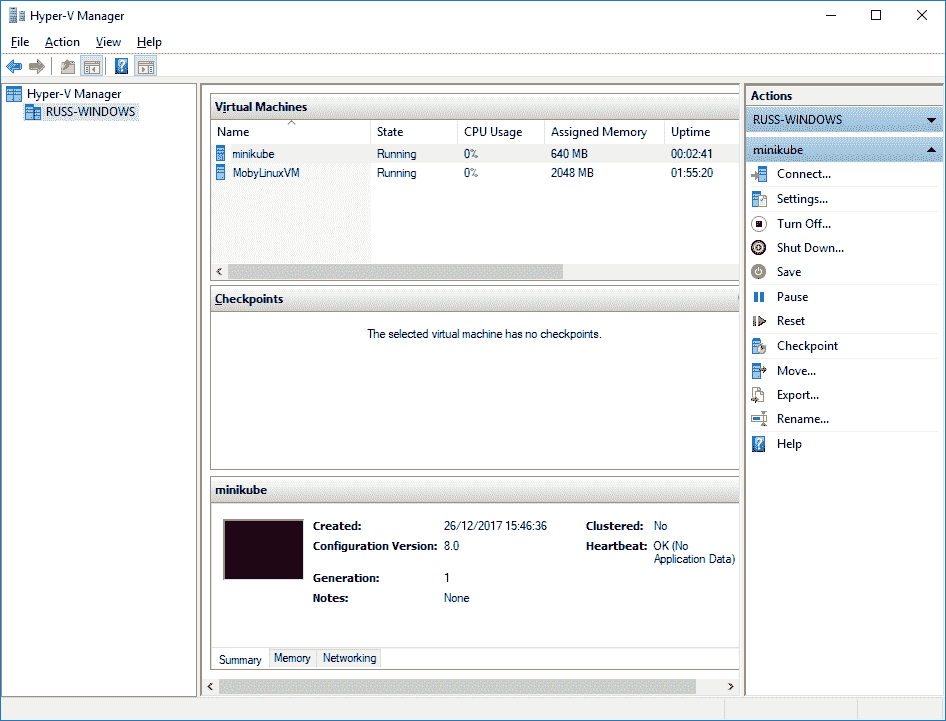 Hyper-V Manager
File Action View Help
Hyper-V Manager
RUSS-WINDOWS
Virtual Machines
Name State CPU Usage Assigned Memory Uptime
minikube Running 0% 640 MB 00:02:41
MobyLinuxVM Running 0% 2048 MB 01:55:20
Checkpoints
The selected virtual machine has no checkpoints.
minikube
Created: 26/12/2017 15:46:36 Clustered: No
Configuration Version: 8.0 Heartbeat: OK (No
Application Data)
Generation: 1
Notes: None
Summary Memory Networking
Actions
RUSS-WINDOWS
minikube
Connect...
Settings...
Turn Off...
Shut Down...
Save
Pause
Reset
Checkpoint
Move...
Export...
Rename...
Help